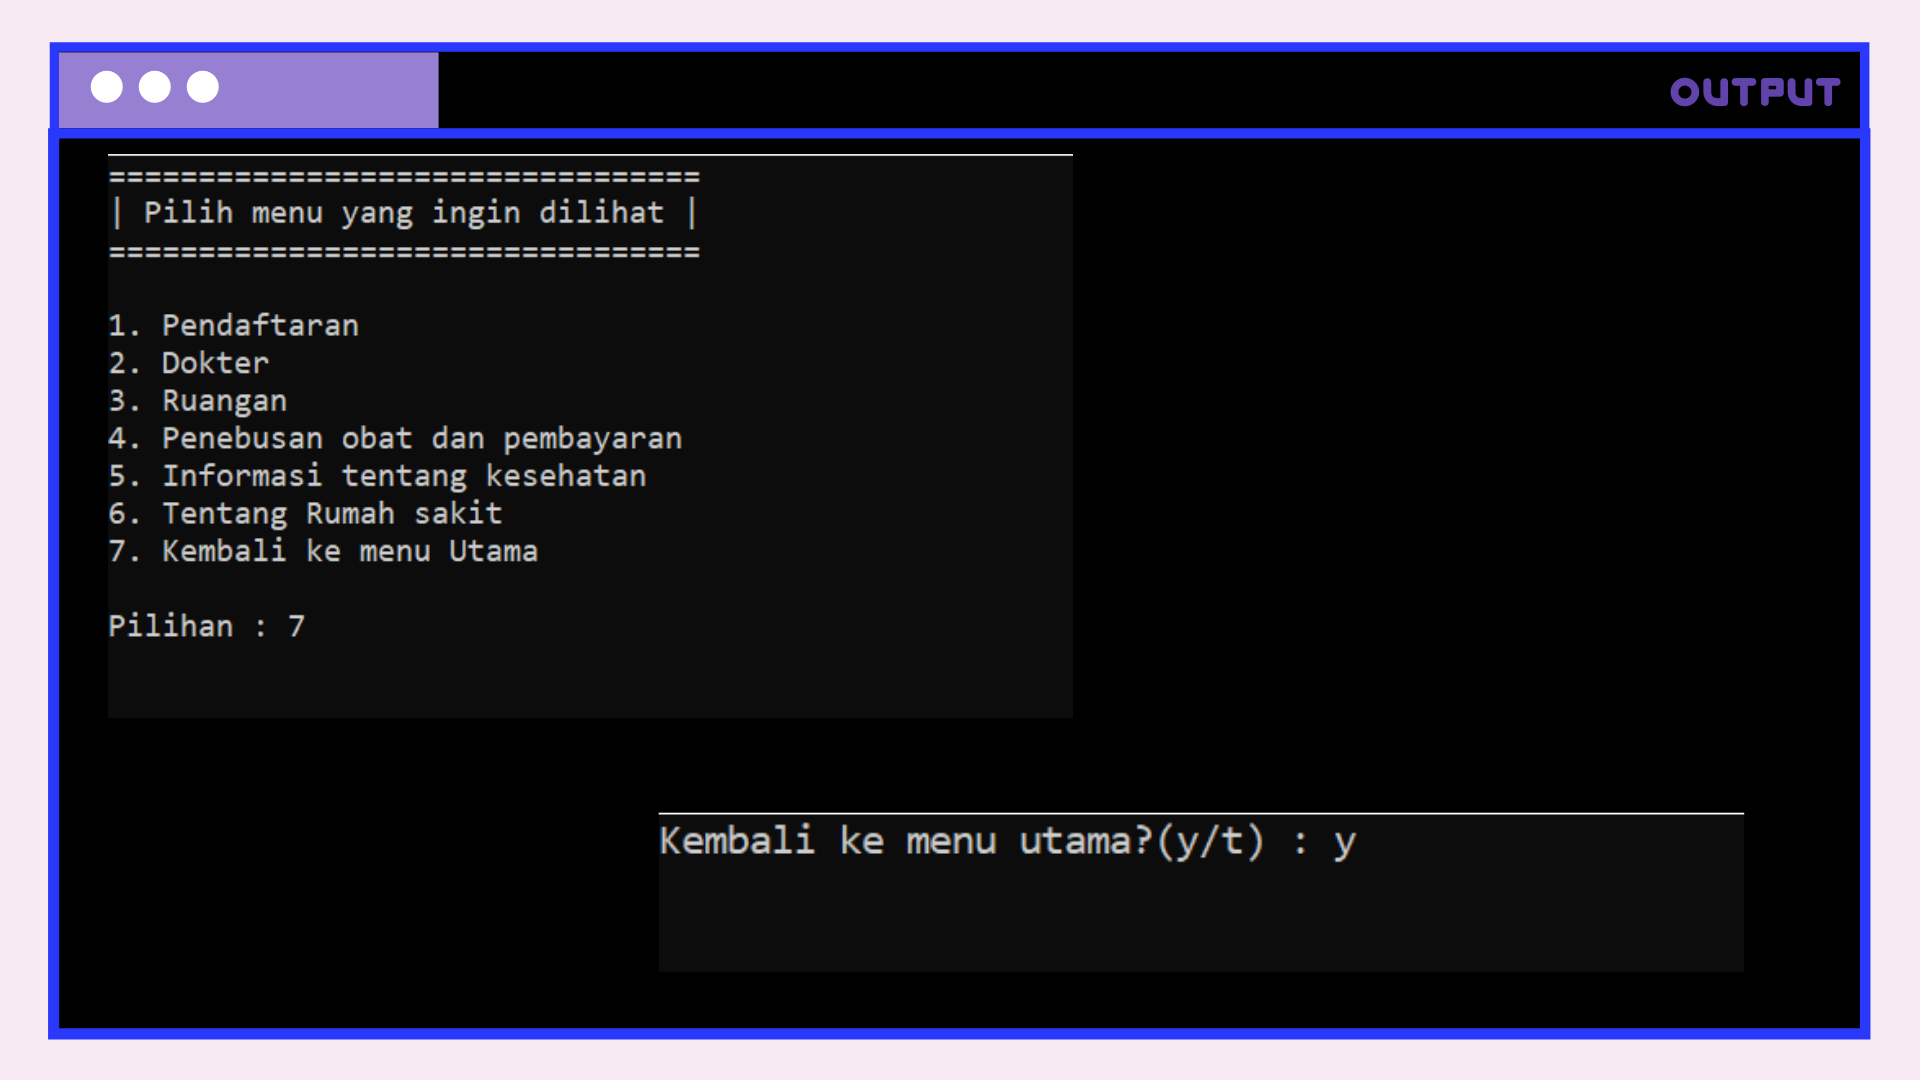 OUTPUT
=================================
| Pilih menu yang ingin dilihat |
=================================
1. Pendaftaran
2. Dokter
3. Ruangan
4. Penebusan obat dan pembayaran
5. Informasi tentang kesehatan
6. Tentang Rumah sakit
7. Kembali ke menu Utama
Pilihan : 7
Kembali ke menu utama?(y/t) : y